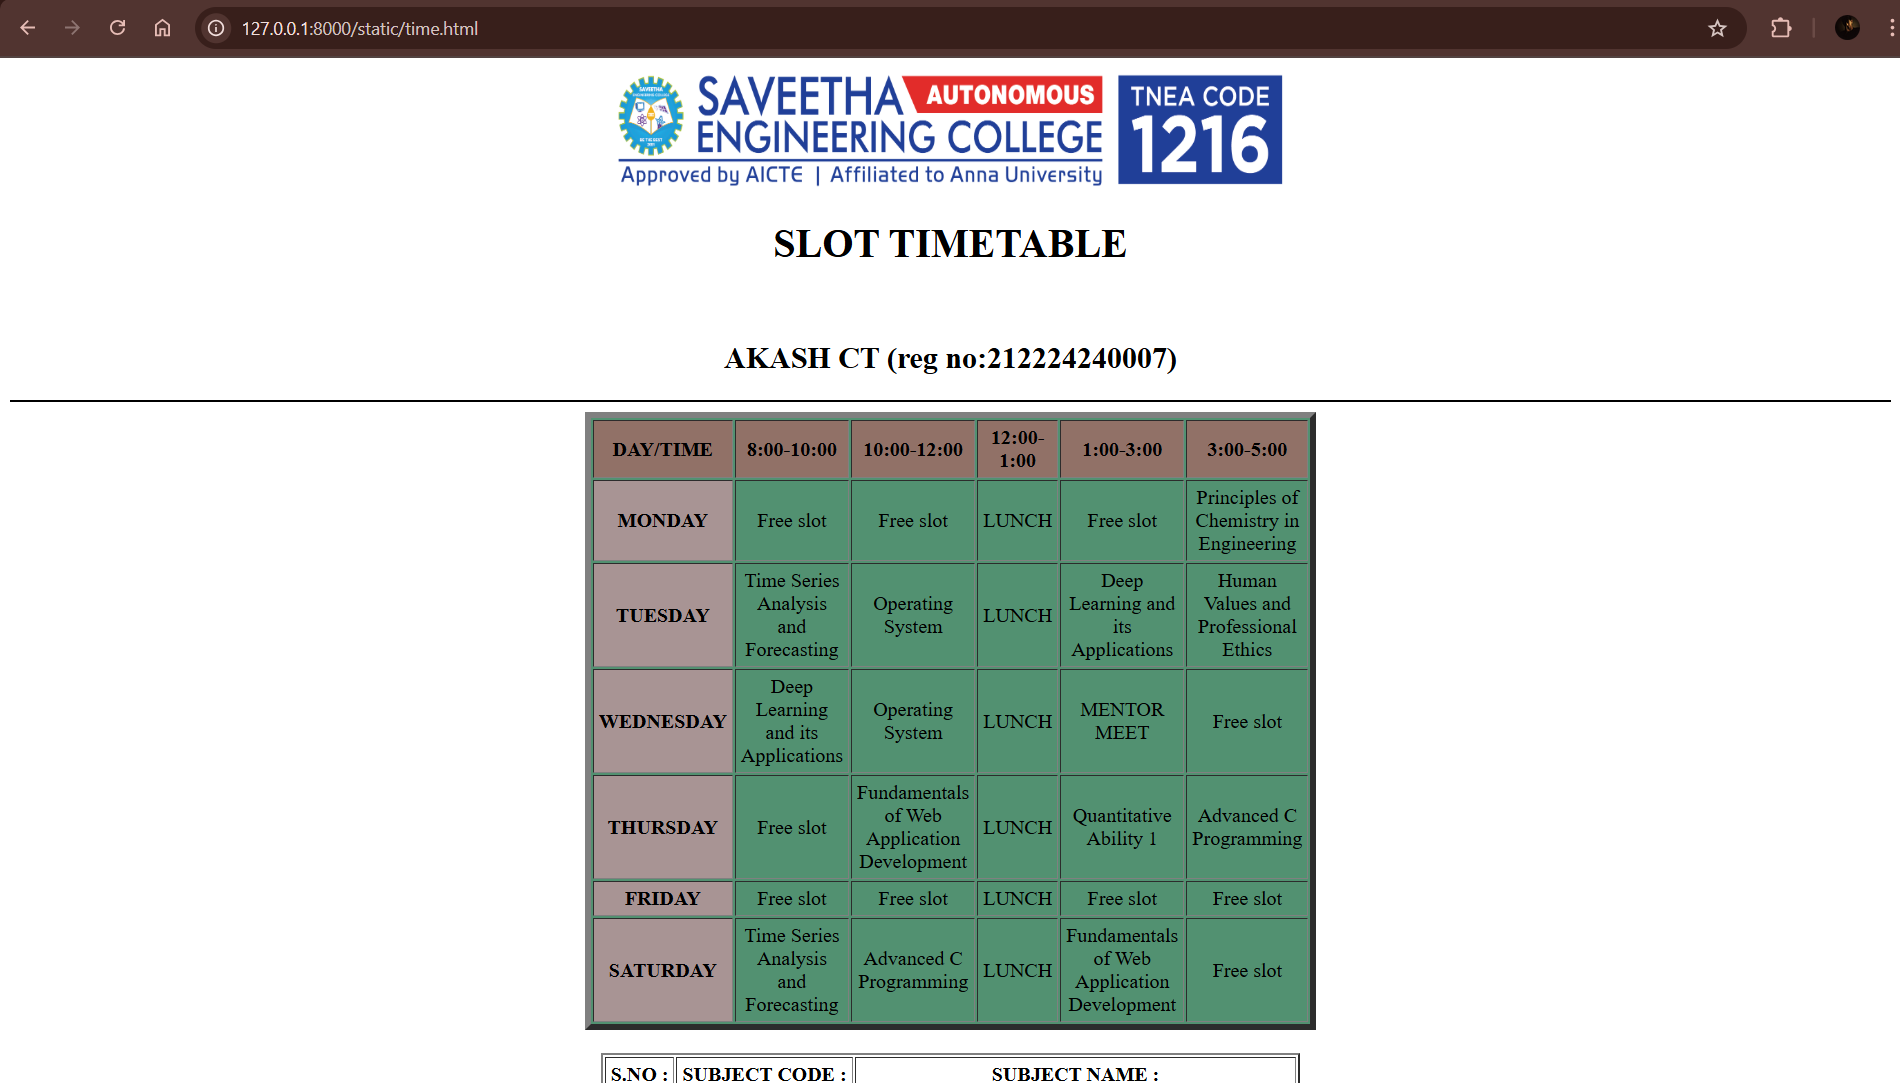 127.0.0.1:8000/static/time.html
SAVEETHA AUTONOMOUS
ENGINEERING COLLEGE
Approved by AICTE | Affiliated to Anna University
TNEA CODE
1216
SAVEETHA
SLOT TIMETABLE
AKASH CT (reg no:212224240007)
DAY/TIME 8:00-10:00 10:00-12:00 12:00-1:00 1:00-3:00 3:00-5:00
MONDAY Free slot Free slot LUNCH Free slot Principles of Chemistry in Engineering
TUESDAY Time Series Analysis and Forecasting Operating System LUNCH Deep Learning and its Applications Human Values and Professional Ethics
WEDNESDAY Deep Learning and its Applications Operating System LUNCH MENTOR MEET Free slot
THURSDAY Free slot Fundamentals of Web Application Development LUNCH Quantitative Ability 1 Advanced C Programming
FRIDAY Free slot Free slot LUNCH Free slot Free slot
SATURDAY Time Series Analysis and Forecasting Advanced C Programming LUNCH Fundamentals of Web Application Development Free slot
S.NO : SUBJECT CODE : SUBJECT NAME :